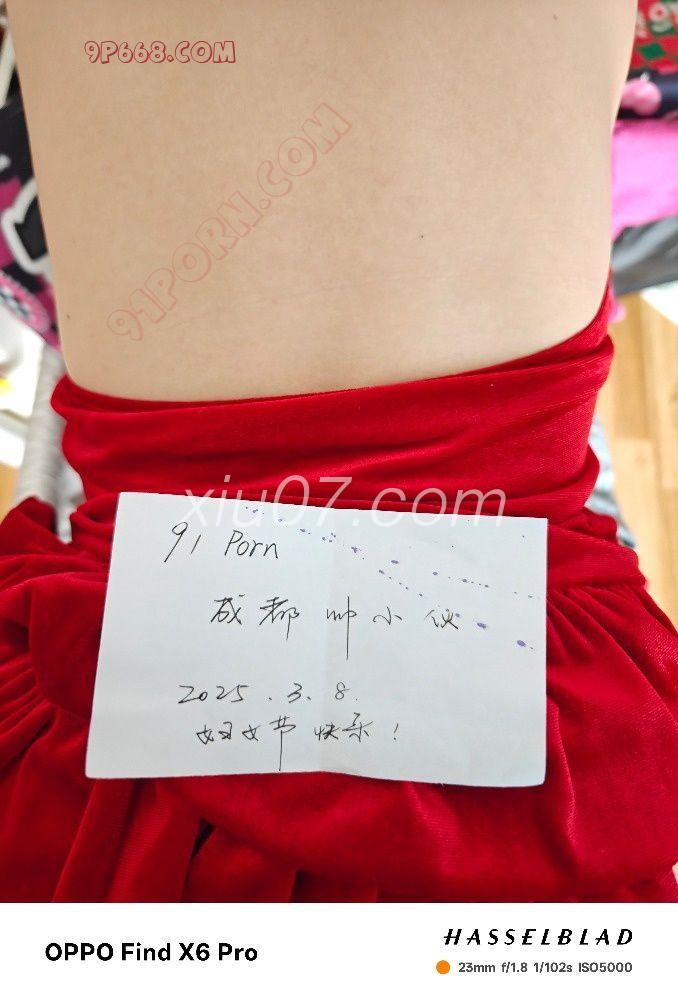 9P668.COM
91PORN.COM
xiu07.com
91 Porn
成都帅小伙
2025.3.8.
妇女节快乐!
OPPO Find X6 Pro
HASSELBLAD
23mm f/1.8 1/102s ISO5000